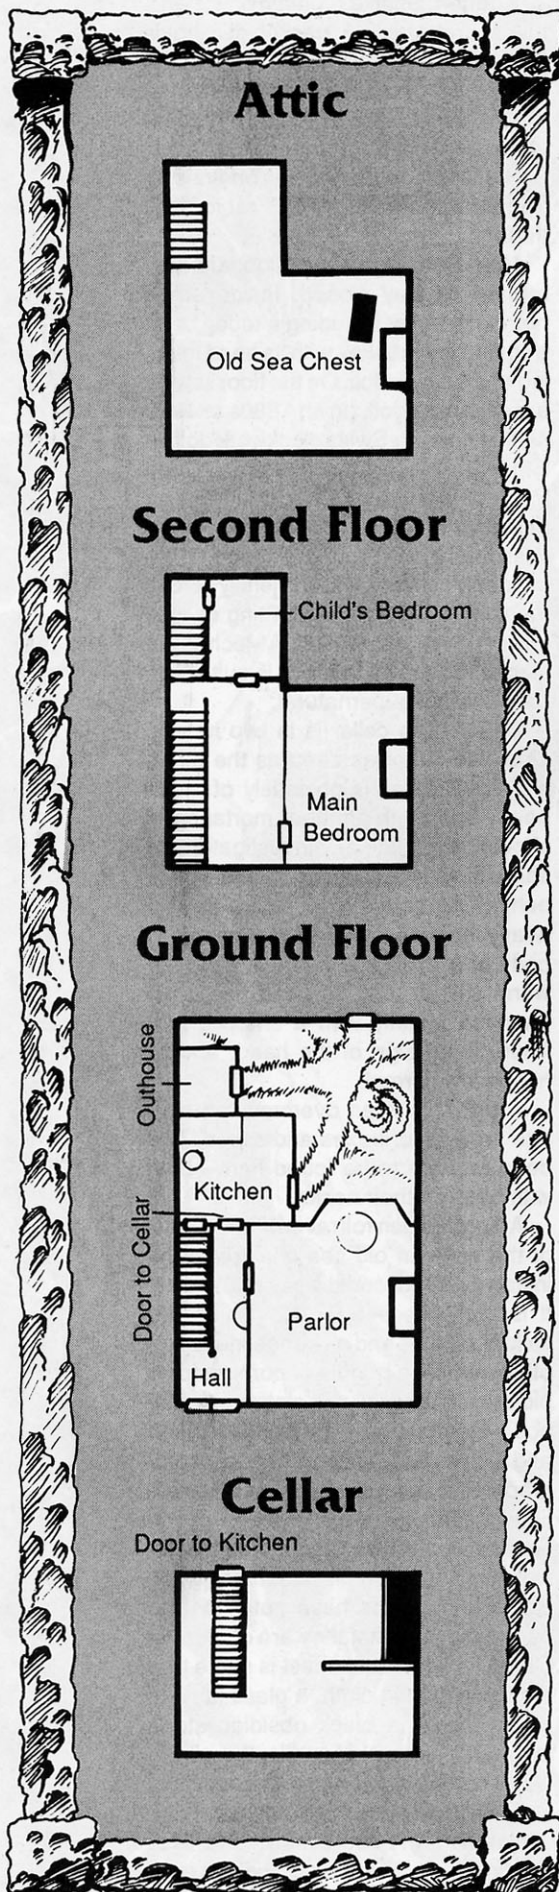 Attic
Old Sea Chest
Second Floor
Child's Bedroom
Main
Bedroom
Ground Floor
Outhouse
Kitchen
Door to Cellar
Parlor
Hall
Cellar
Door to Kitchen